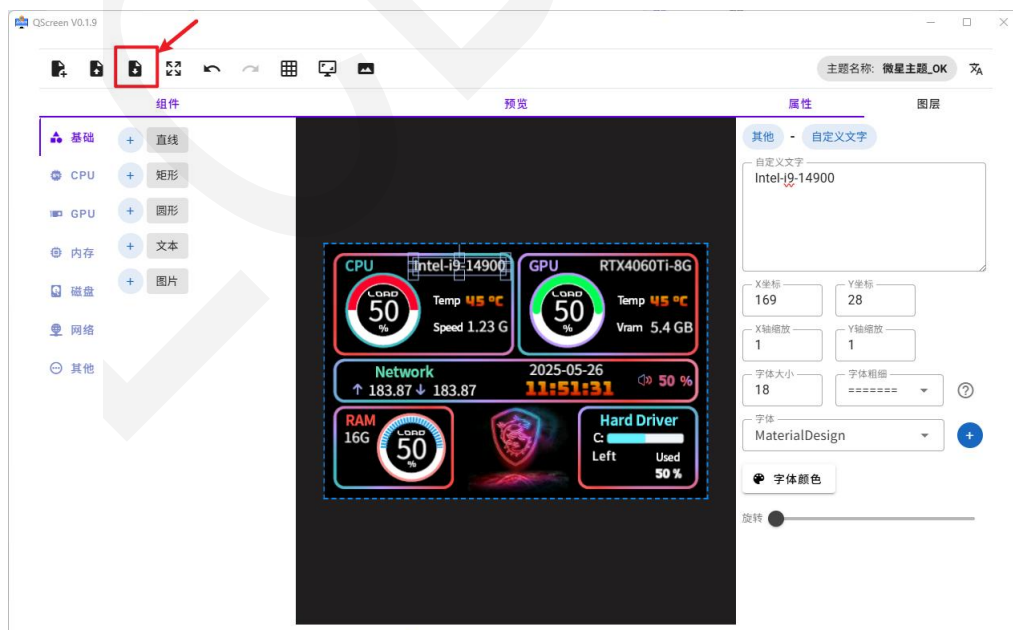 QScreen V0.1.9
主题名称: 微星主题_OK
组件
预览
属性
图层
基础
CPU
GPU
内存
磁盘
网络
其他
+ 直线
+ 矩形
+ 圆形
+ 文本
+ 图片
CPU Intel-i9-14900
LOAD
50
%
Temp 45 °C
Speed 1.23 G
GPU RTX4060Ti-8G
LOAD
50
%
Temp 45 °C
Vram 5.4 GB
Network
↑ 183.87 ↓ 183.87
2025-05-26
11:51:31
50 %
RAM
16G
LOAD
50
%
Hard Driver
C:
Left Used
50 %
其他 - 自定义文字
自定义文字
Intel-i9-14900
X坐标
169
Y坐标
28
X轴缩放
1
Y轴缩放
1
字体大小
18
字体粗细
=======
字体
MaterialDesign
+
字体颜色
旋转